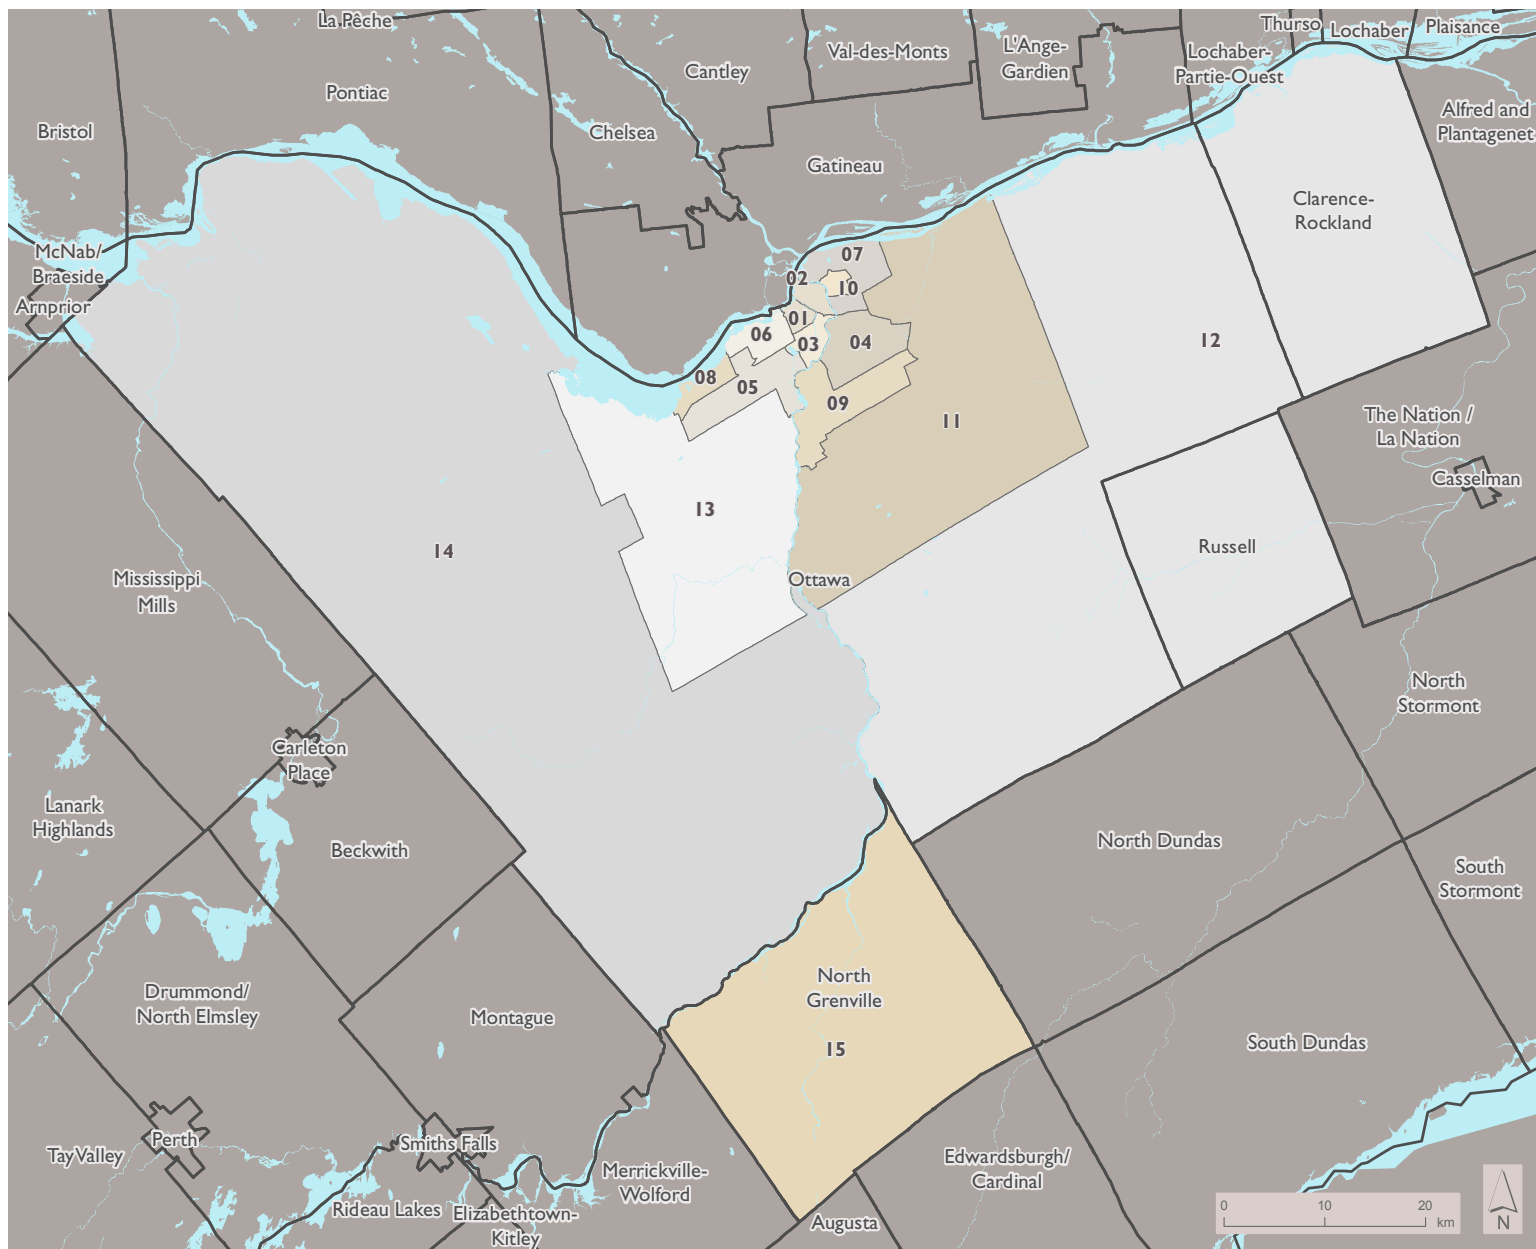 La Pêche
Thurso
Lochaber
Plaisance
Val-des-Monts
L'Ange-
Gardien
Lochaber-
Partie-Ouest
Cantley
Pontiac
Bristol
Chelsea
Alfred and
Plantagenet
Gatineau
Clarence-
Rockland
McNab/
Braeside
Arnprior
07
02
10
01
06
03
04
12
08
05
09
11
The Nation /
La Nation
Casselman
13
14
Russell
Ottawa
Mississippi
Mills
North
Stormont
Carleton
Place
Lanark
Highlands
Beckwith
North Dundas
South
Stormont
Drummond/
North Elmsley
Montague
North
Grenville
15
South Dundas
Perth
Smiths Falls
Tay Valley
Merrickville-
Wolford
Edwardsburgh/
Cardinal
Rideau Lakes
Elizabethtown-
Kitley
Augusta
0 10 20
km
N